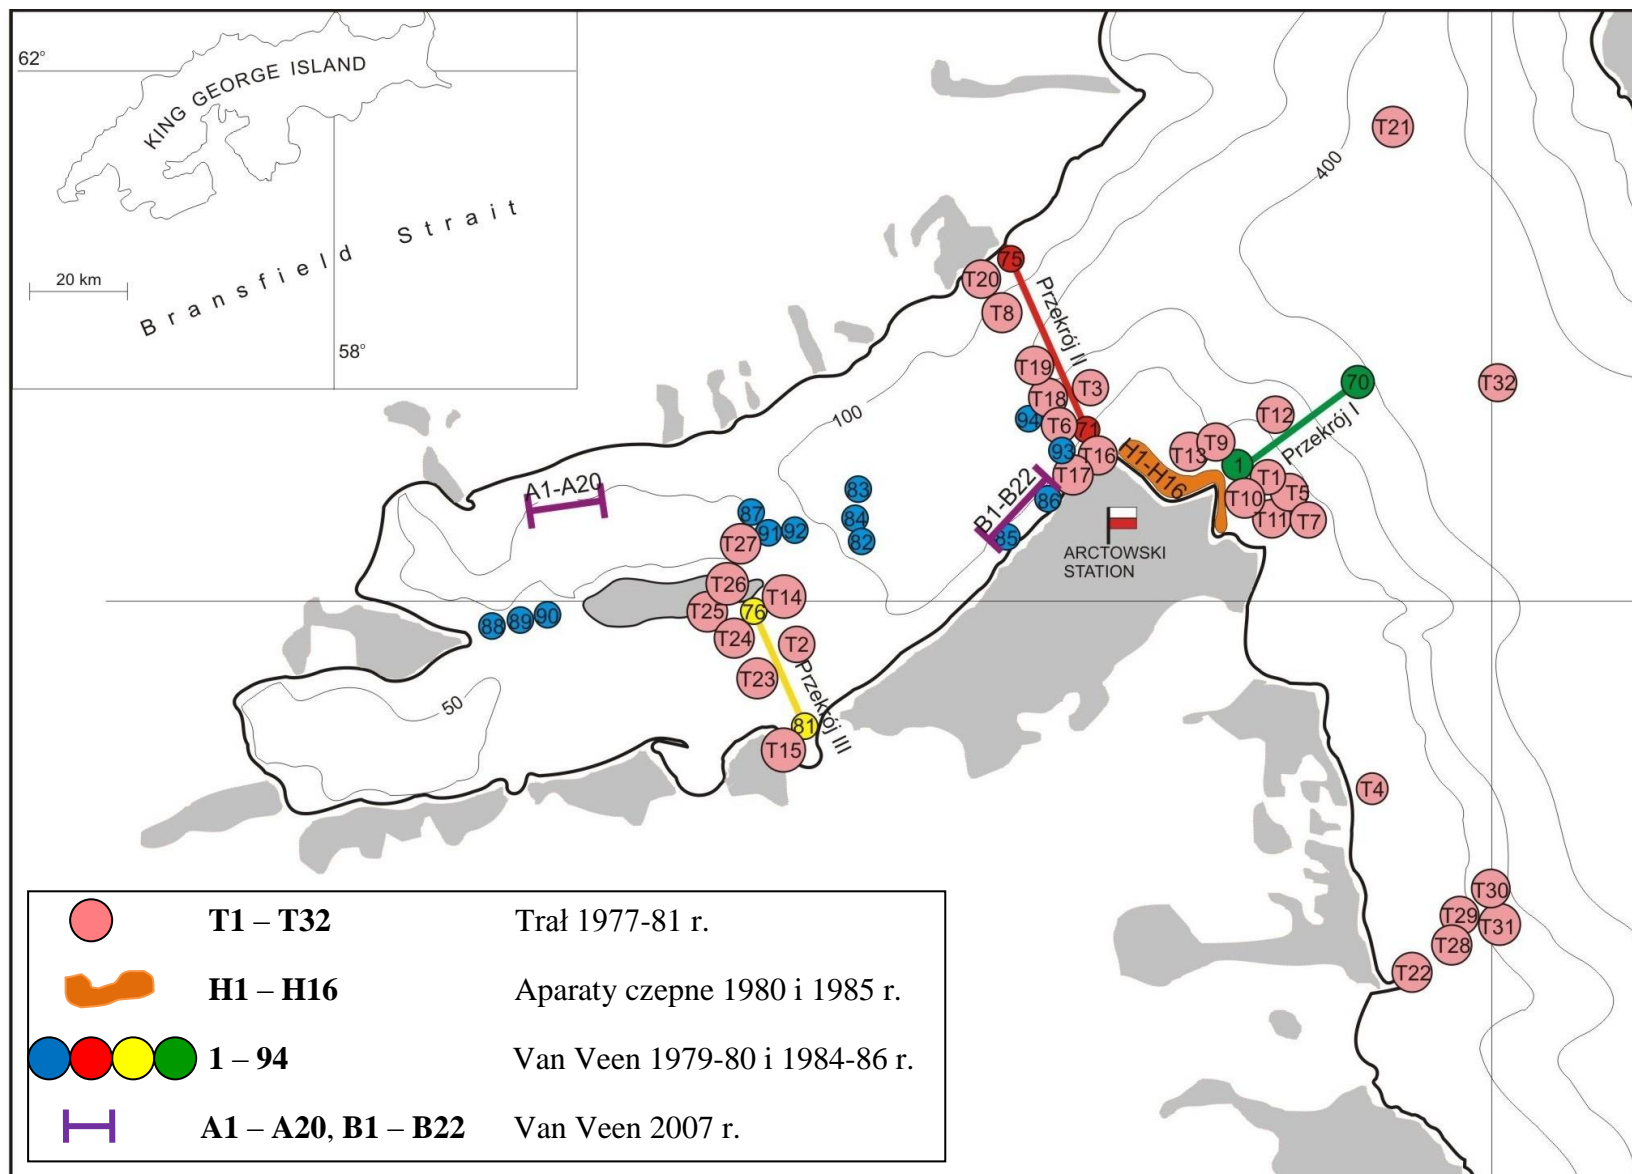 62°
KING GEORGE ISLAND
Bransfield Strait
20 km
58°
400
T21
75
T20
T8
Przekrój II
T19
T3
T18
94
T6
71
93
T16
T17
H1-H16
T32
70
T12
Przekrój I
T9
T13
1
T1
T5
T10
T11
T7
100
A1-A20
83
87
84
91
92
82
T27
B1-B22
86
85
ARCTOWSKI
STATION
T26
T14
T25
76
88
89
90
T24
T2
T23
Przekrój III
50
81
T15
T4
T30
T29
T31
T28
T22
T1 – T32 Trał 1977-81 r.
H1 – H16 Aparaty czepne 1980 i 1985 r.
1 – 94 Van Veen 1979-80 i 1984-86 r.
A1 – A20, B1 – B22 Van Veen 2007 r.